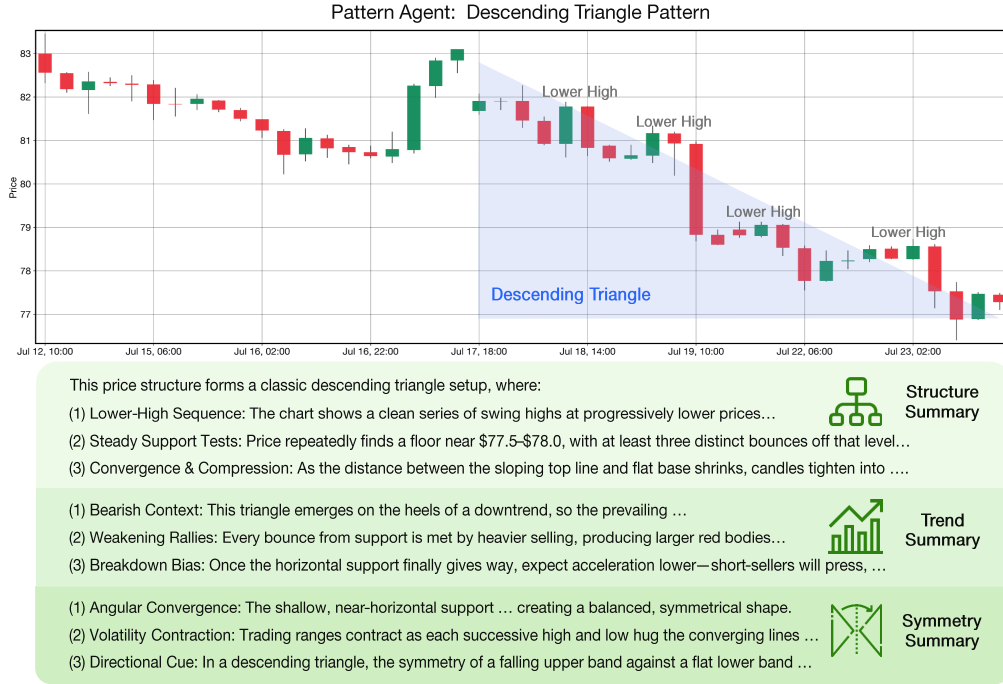 Pattern Agent: Descending Triangle Pattern
83
82
81
80
79
78
77
Price
Lower High
Lower High
Lower High
Lower High
Descending Triangle
Jul 12, 10:00
Jul 15, 06:00
Jul 16, 02:00
Jul 16, 22:00
Jul 17, 18:00
Jul 18, 14:00
Jul 19, 10:00
Jul 22, 06:00
Jul 23, 02:00
This price structure forms a classic descending triangle setup, where:
(1) Lower-High Sequence: The chart shows a clean series of swing highs at progressively lower prices…
(2) Steady Support Tests: Price repeatedly finds a floor near $77.5–$78.0, with at least three distinct bounces off that level…
(3) Convergence & Compression: As the distance between the sloping top line and flat base shrinks, candles tighten into ….
Structure
Summary
(1) Bearish Context: This triangle emerges on the heels of a downtrend, so the prevailing …
(2) Weakening Rallies: Every bounce from support is met by heavier selling, producing larger red bodies…
(3) Breakdown Bias: Once the horizontal support finally gives way, expect acceleration lower—short-sellers will press, …
Trend
Summary
(1) Angular Convergence: The shallow, near-horizontal support … creating a balanced, symmetrical shape.
(2) Volatility Contraction: Trading ranges contract as each successive high and low hug the converging lines …
(3) Directional Cue: In a descending triangle, the symmetry of a falling upper band against a flat lower band …
Symmetry
Summary